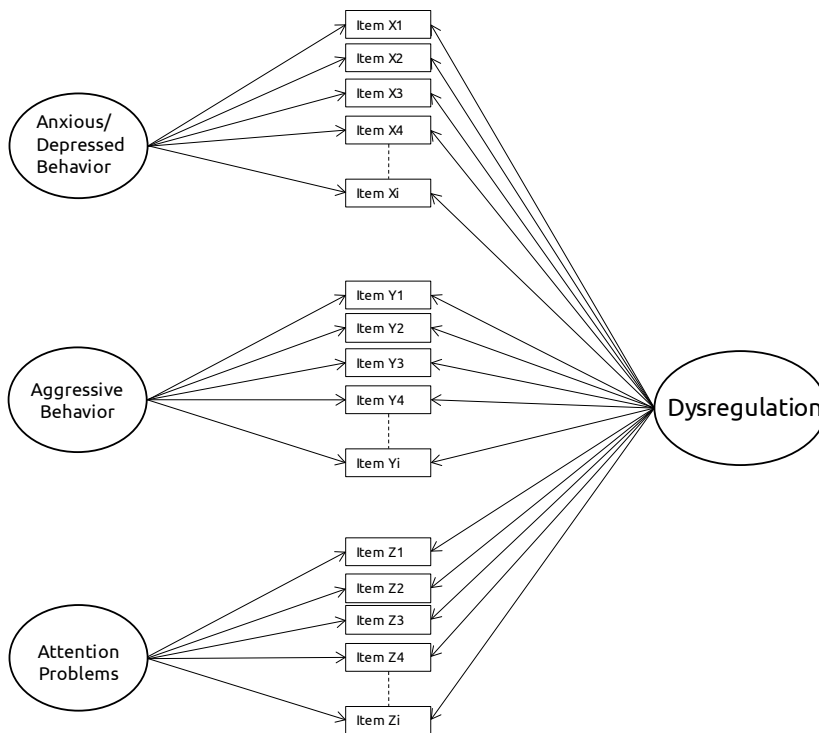 Item X1
Item X2
Item X3
Item X4
Item Xi
Anxious/
Depressed
Behavior
Item Y1
Item Y2
Item Y3
Item Y4
Item Yi
Aggressive
Behavior
Dysregulation
Item Z1
Item Z2
Item Z3
Item Z4
Item Zi
Attention
Problems